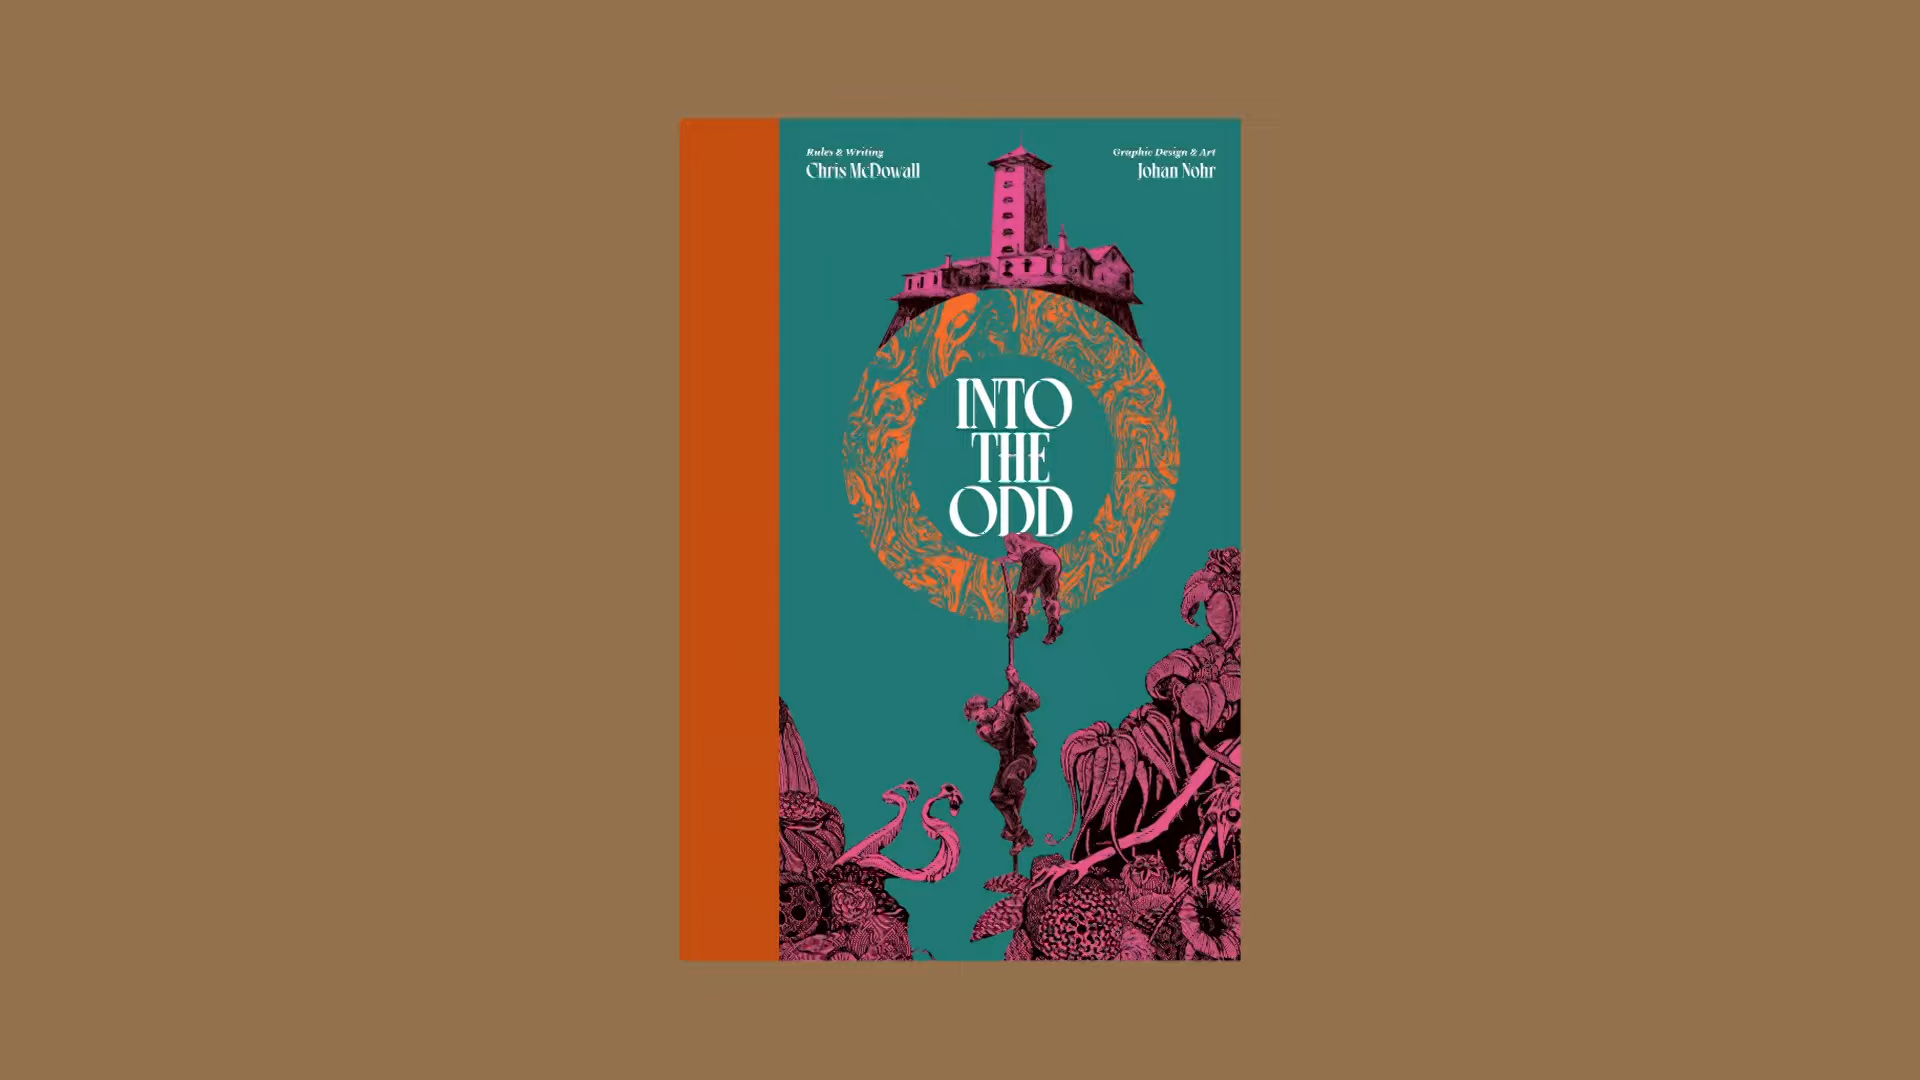 Rules & Writing
Chris McDowall
Graphic Design & Art
Johan Nohr
INTO
THE
ODD